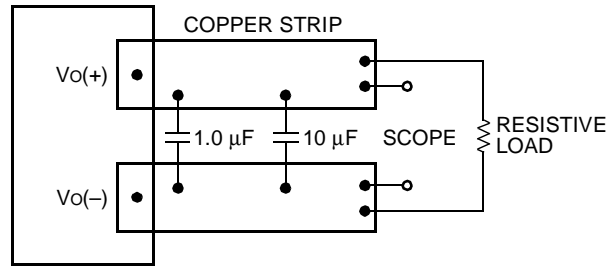 COPPER STRIP
VO(+)
1.0 μF
10 μF
SCOPE
RESISTIVE
LOAD
VO(–)